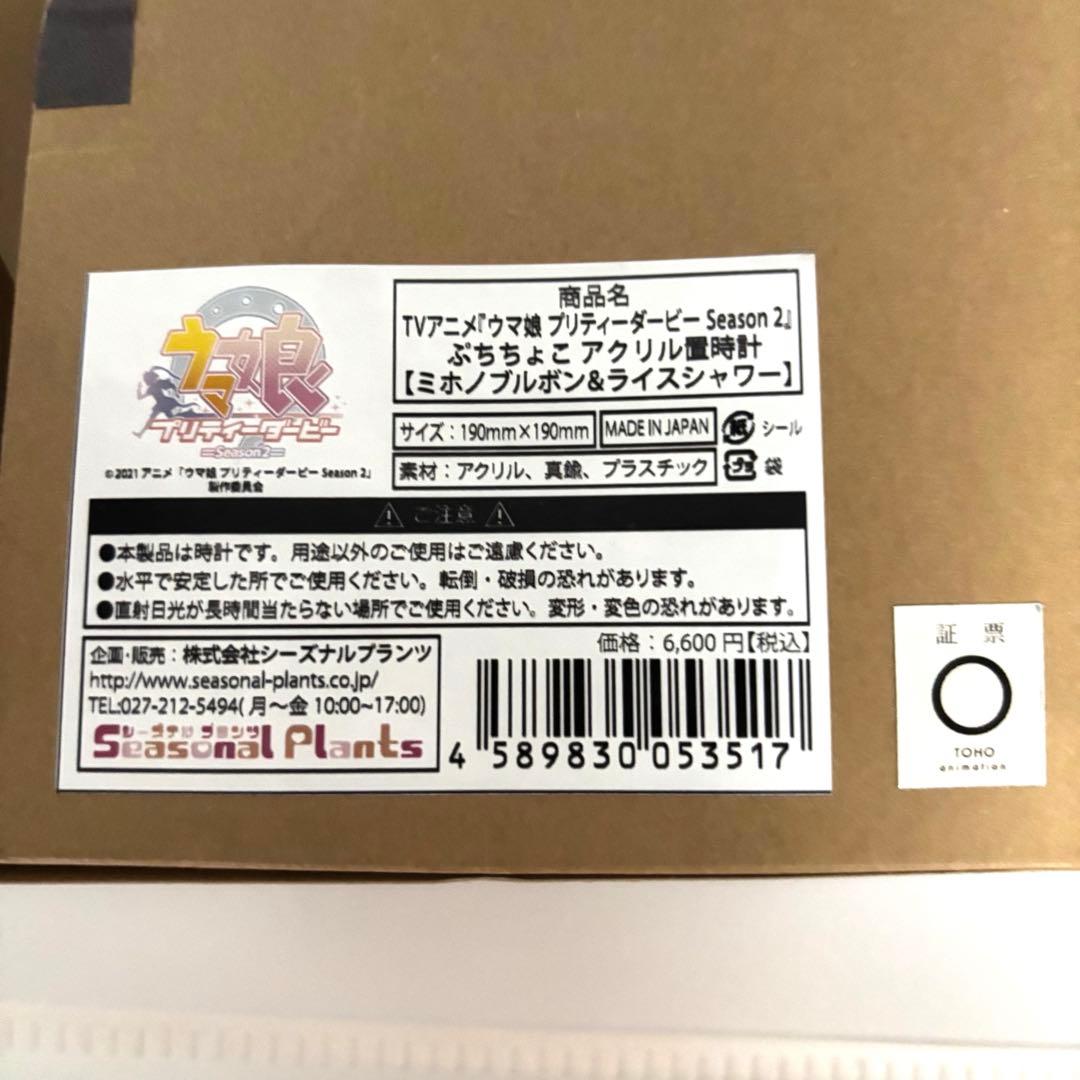 ウマ娘
プリティーダービー
Season 2
©2021 アニメ「ウマ娘 プリティーダービー Season 2」
製作委員会
商品名
TVアニメ『ウマ娘 プリティーダービー Season 2』
ぷちちょこ アクリル置時計
【ミホノブルボン&ライスシャワー】
サイズ：190mm×190mm
MADE IN JAPAN
紙 シール
素材：アクリル、真鍮、プラスチック
プラ 袋
ご注意
●本製品は時計です。用途以外のご使用はご遠慮ください。
●水平で安定した所でご使用ください。転倒・破損の恐れがあります。
●直射日光が長時間当たらない場所でご使用ください。変形・変色の恐れがあります。
価格：6,600円【税込】
企画・販売：株式会社シーズナルプランツ
http://www.seasonal-plants.co.jp/
TEL:027-212-5494(月〜金 10:00~17:00)
シーズナル プランツ
Seasonal Plants
4 589830 053517
証票
TOHO
animation